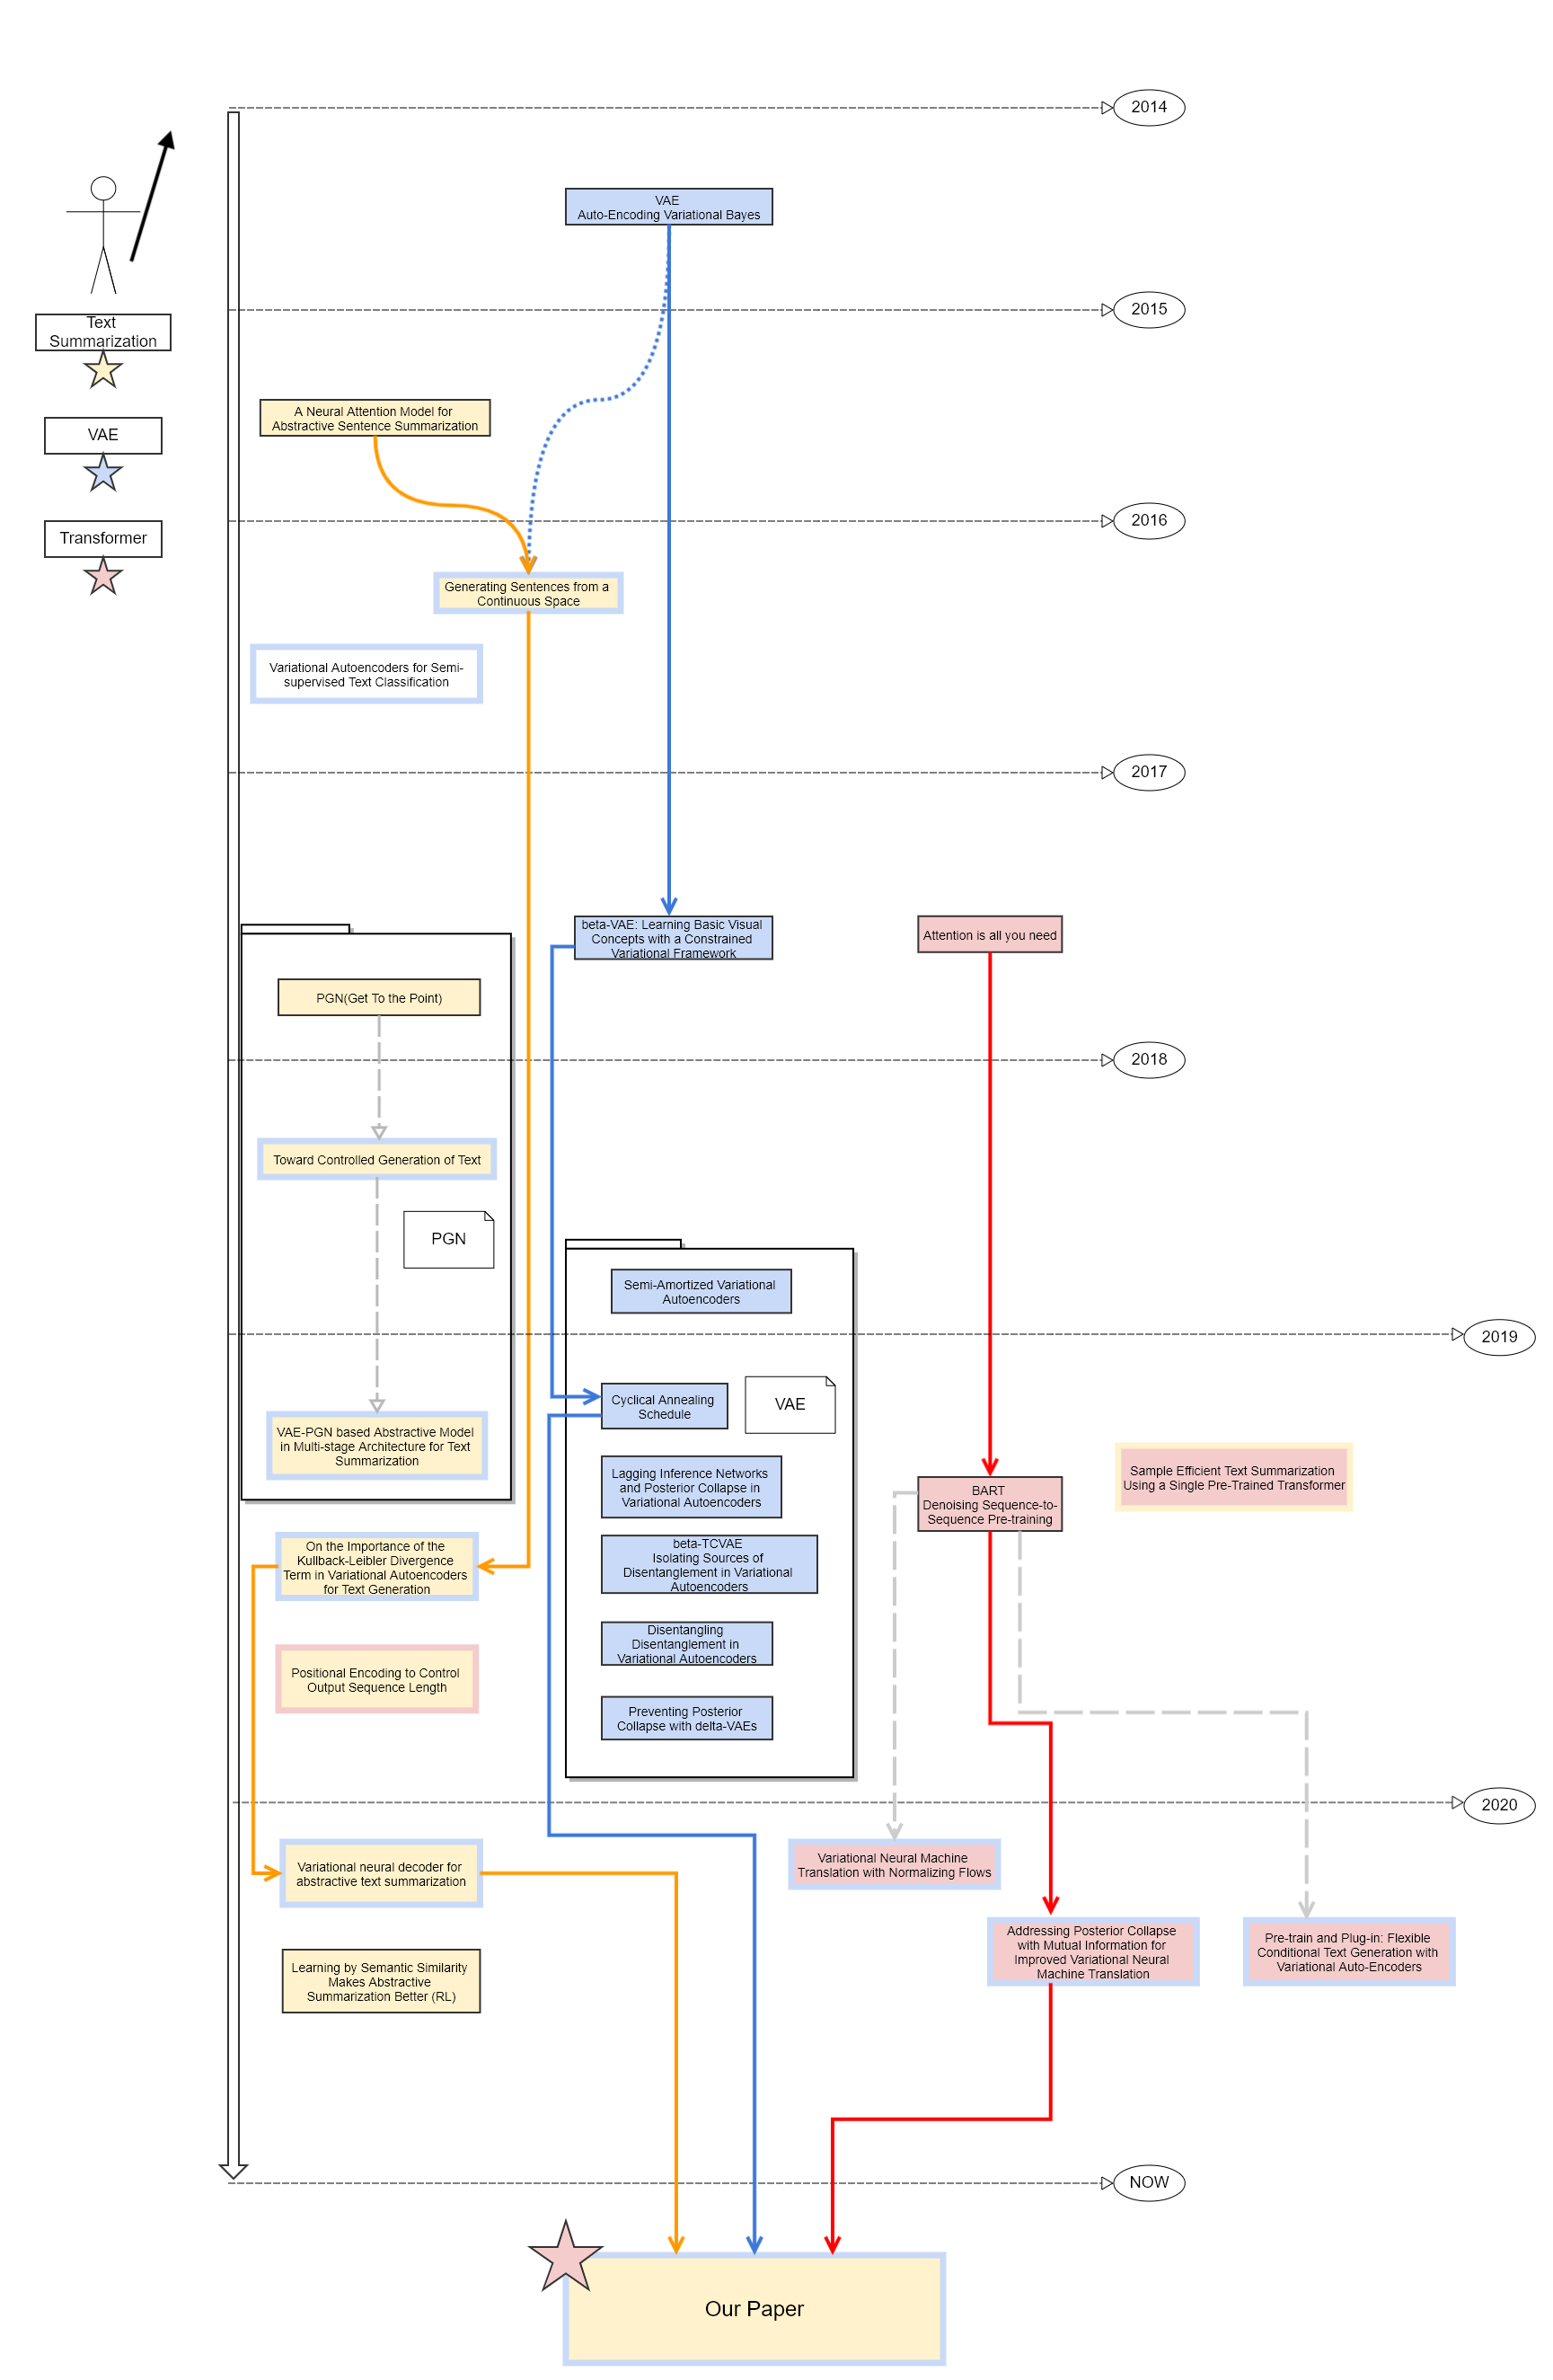 2014
VAE
Auto-Encoding Variational Bayes
2015
Text
Summarization
A Neural Attention Model for
Abstractive Sentence Summarization
VAE
2016
Transformer
Generating Sentences from a
Continuous Space
Variational Autoencoders for Semi-
supervised Text Classification
2017
beta-VAE: Learning Basic Visual
Concepts with a Constrained
Variational Framework
Attention is all you need
PGN(Get To the Point)
2018
Toward Controlled Generation of Text
PGN
Semi-Amortized Variational
Autoencoders
2019
Cyclical Annealing
Schedule
VAE
VAE-PGN based Abstractive Model
in Multi-stage Architecture for Text
Summarization
Lagging Inference Networks
and Posterior Collapse in
Variational Autoencoders
BART
Denoising Sequence-to-
Sequence Pre-training
Sample Efficient Text Summarization
Using a Single Pre-Trained Transformer
On the Importance of the
Kullback-Leibler Divergence
Term in Variational Autoencoders
for Text Generation
beta-TCVAE
Isolating Sources of
Disentanglement in Variational
Autoencoders
Disentangling
Disentanglement in
Variational Autoencoders
Positional Encoding to Control
Output Sequence Length
Preventing Posterior
Collapse with delta-VAEs
2020
Variational neural decoder for
abstractive text summarization
Variational Neural Machine
Translation with Normalizing Flows
Addressing Posterior Collapse
with Mutual Information for
Improved Variational Neural
Machine Translation
Pre-train and Plug-in: Flexible
Conditional Text Generation with
Variational Auto-Encoders
Learning by Semantic Similarity
Makes Abstractive
Summarization Better (RL)
NOW
Our Paper